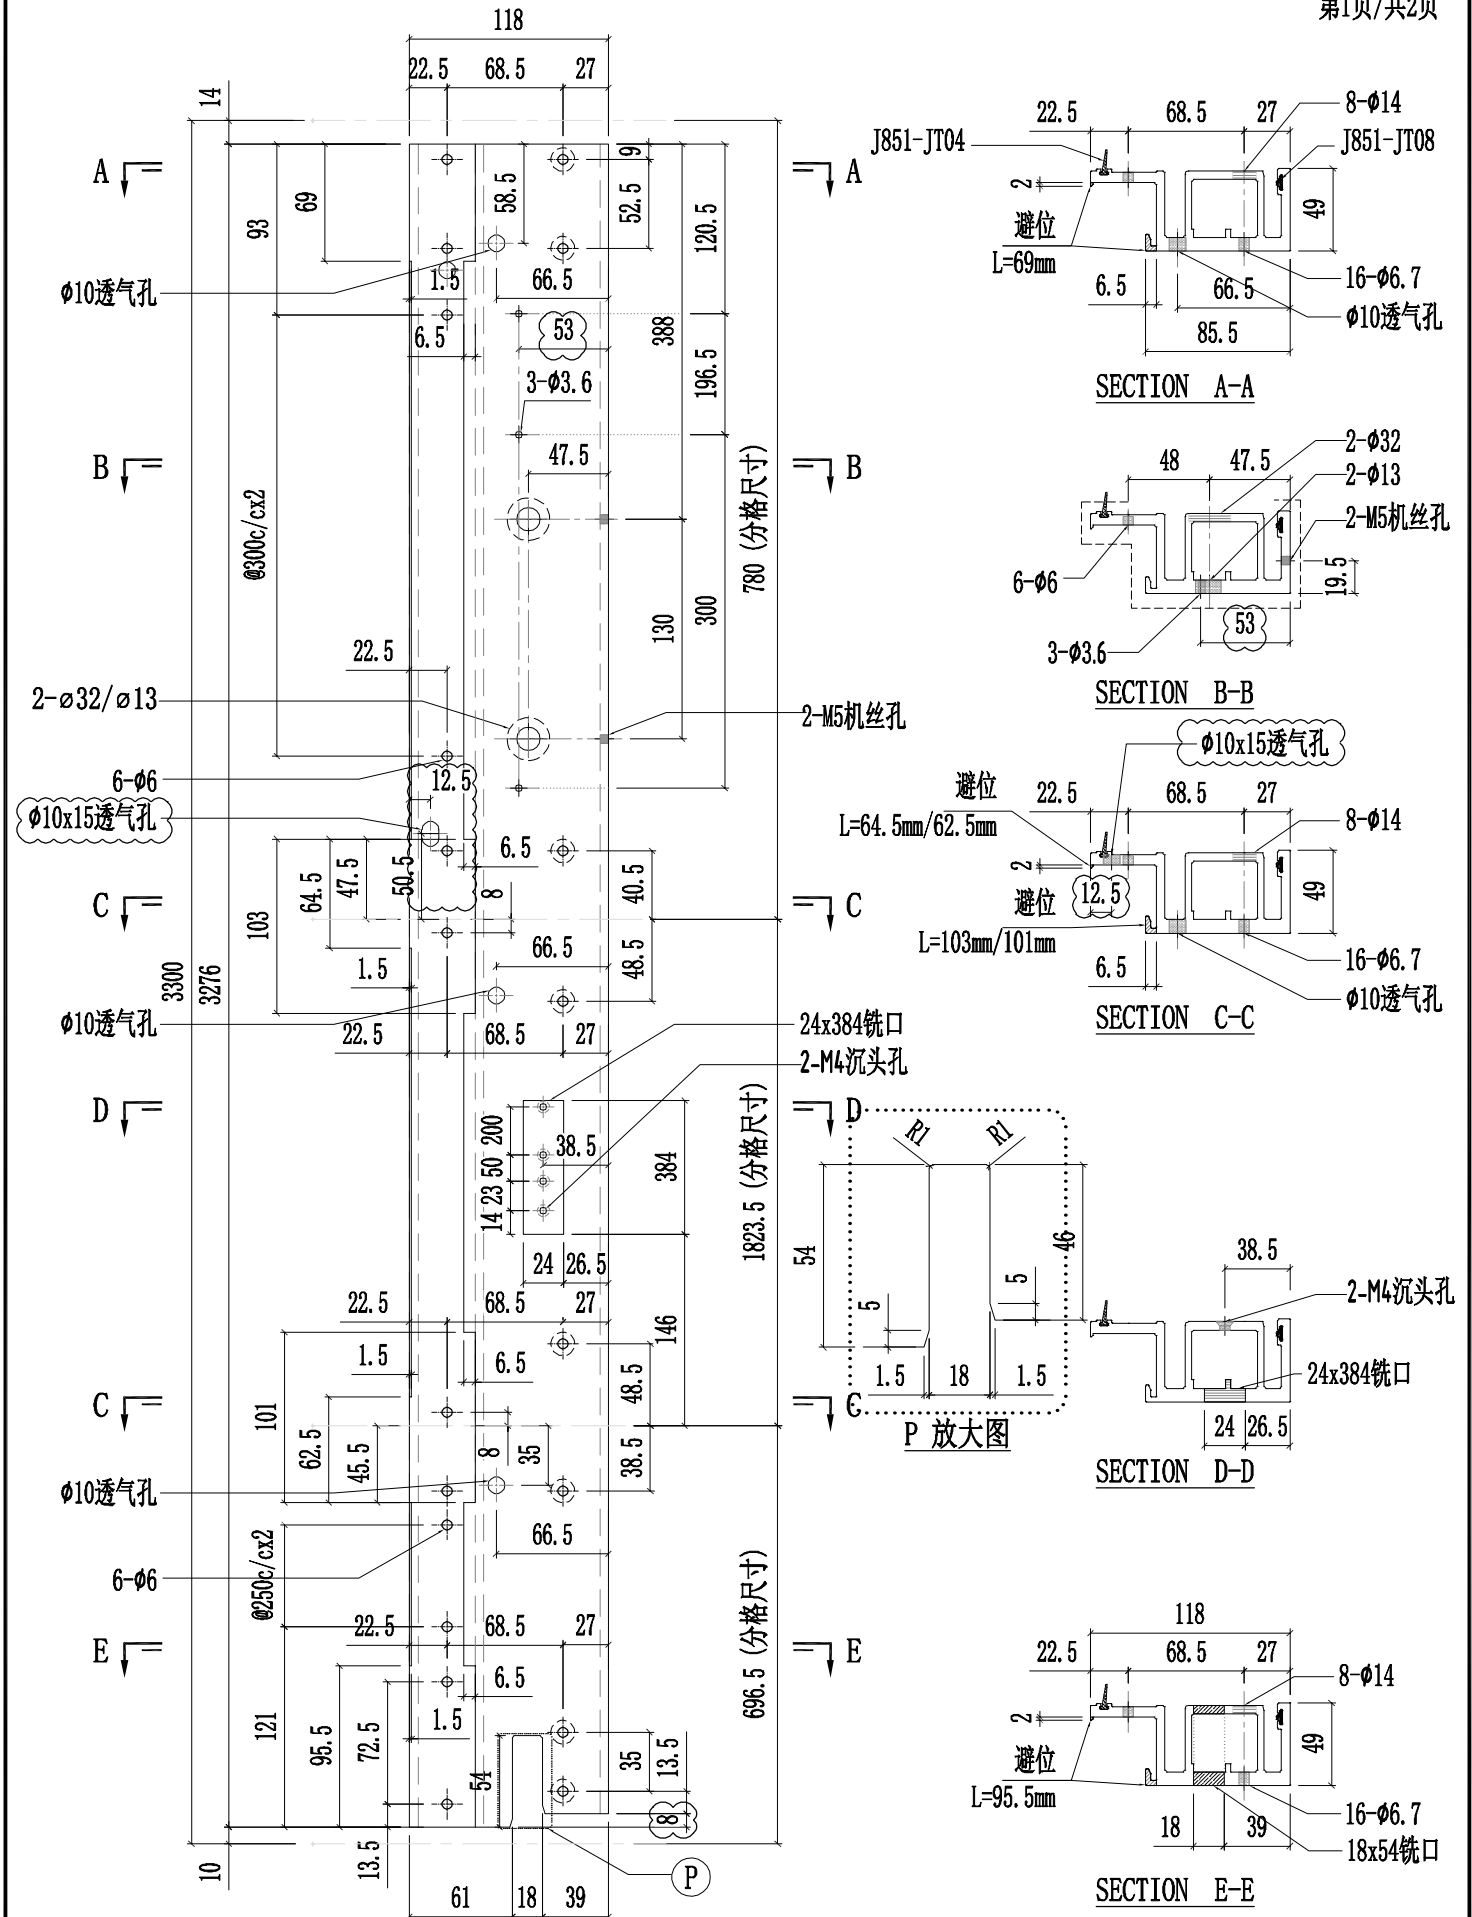 第1页/共2页
118
22.5
68.5
27
14
A
A
93
69
58.5
9
52.5
120.5
ϕ10透气孔
1.5
66.5
6.5
53
388
196.5
3-ϕ3.6
B
B
47.5
@300c/cx2
780 (分格尺寸)
130
300
22.5
2-⌀32/⌀13
2-M5机丝孔
6-ϕ6
12.5
ϕ10x15透气孔
6.5
103
64.5
47.5
50.5
8
40.5
C
C
3300
3276
1.5
66.5
48.5
ϕ10透气孔
22.5
68.5
27
24x384铣口
2-M4沉头孔
D
D
200
50
23
14
38.5
384
1823.5 (分格尺寸)
24
26.5
22.5
68.5
27
146
1.5
6.5
48.5
C
C
101
62.5
45.5
8
35
38.5
ϕ10透气孔
66.5
@250c/cx2
6-ϕ6
696.5 (分格尺寸)
22.5
68.5
27
E
E
6.5
1.5
121
95.5
72.5
54
35
13.5
8
10
13.5
61
18
39
P
8-ϕ14
22.5
68.5
27
J851-JT04
J851-JT08
2
49
避位
L=69mm
6.5
66.5
16-ϕ6.7
ϕ10透气孔
85.5
SECTION A-A
2-ϕ32
48
47.5
2-ϕ13
2-M5机丝孔
6-ϕ6
19.5
53
3-ϕ3.6
SECTION B-B
ϕ10x15透气孔
避位
22.5
68.5
27
L=64.5mm/62.5mm
8-ϕ14
2
12.5
49
避位
L=103mm/101mm
6.5
16-ϕ6.7
ϕ10透气孔
SECTION C-C
R1
R1
54
46
5
5
1.5
18
1.5
P 放大图
38.5
2-M4沉头孔
24x384铣口
24
26.5
SECTION D-D
118
22.5
68.5
27
8-ϕ14
2
49
避位
L=95.5mm
16-ϕ6.7
18
39
18x54铣口
SECTION E-E